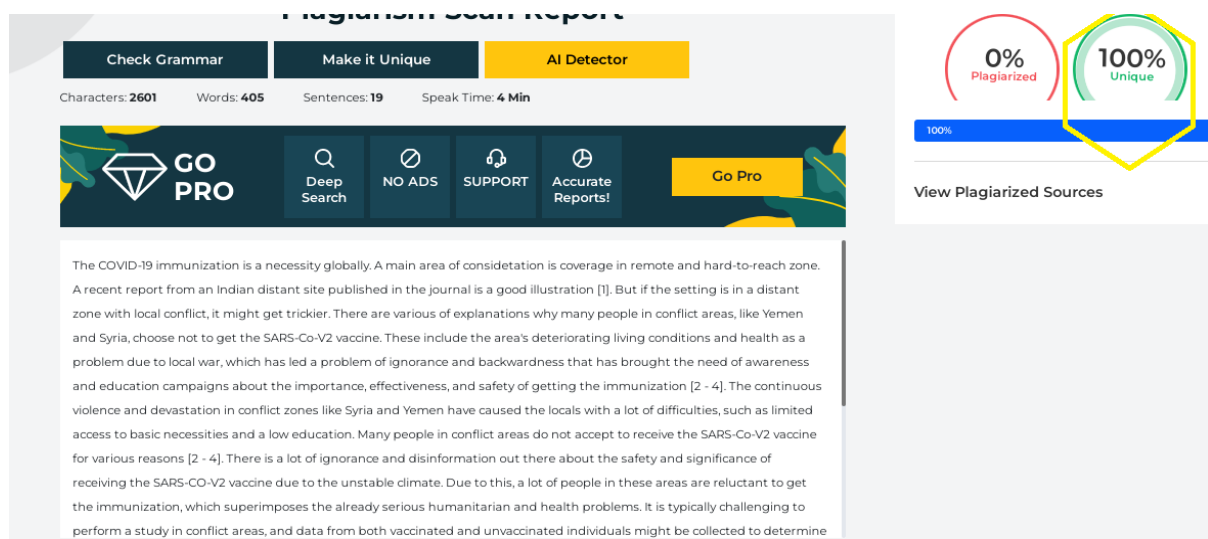 Plagiarism Scan Report
Check Grammar
Make it Unique
AI Detector
Characters: 2601 Words: 405 Sentences: 19 Speak Time: 4 Min
GO PRO
Deep Search
NO ADS
SUPPORT
Accurate Reports!
Go Pro
The COVID-19 immunization is a necessity globally. A main area of considetation is coverage in remote and hard-to-reach zone.
A recent report from an Indian distant site published in the journal is a good illustration [1]. But if the setting is in a distant
zone with local conflict, it might get trickier. There are various of explanations why many people in conflict areas, like Yemen
and Syria, choose not to get the SARS-Co-V2 vaccine. These include the area's deteriorating living conditions and health as a
problem due to local war, which has led a problem of ignorance and backwardness that has brought the need of awareness
and education campaigns about the importance, effectiveness, and safety of getting the immunization [2 - 4]. The continuous
violence and devastation in conflict zones like Syria and Yemen have caused the locals with a lot of difficulties, such as limited
access to basic necessities and a low education. Many people in conflict areas do not accept to receive the SARS-Co-V2 vaccine
for various reasons [2 - 4]. There is a lot of ignorance and disinformation out there about the safety and significance of
receiving the SARS-CO-V2 vaccine due to the unstable climate. Due to this, a lot of people in these areas are reluctant to get
the immunization, which superimposes the already serious humanitarian and health problems. It is typically challenging to
perform a study in conflict areas, and data from both vaccinated and unvaccinated individuals might be collected to determine
0%
Plagiarized
100%
Unique
100%
View Plagiarized Sources